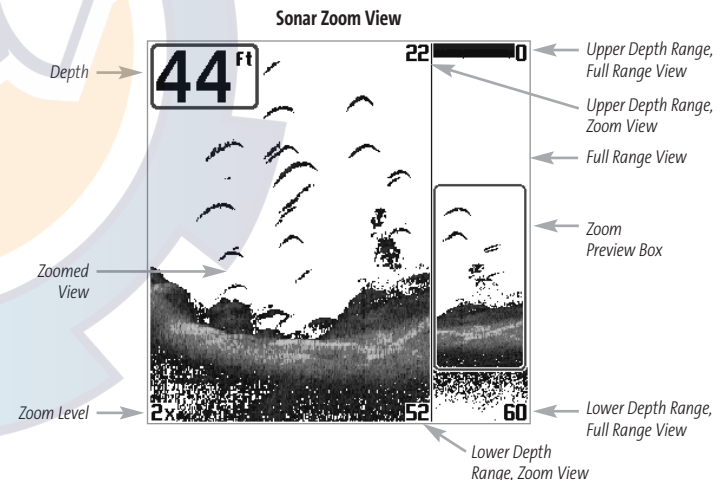 Sonar Zoom View
Depth
44 Ft
22
0
Upper Depth Range,
Full Range View
Upper Depth Range,
Zoom View
Full Range View
Zoom
Preview Box
Zoomed
View
Zoom Level
2x
52
60
Lower Depth Range,
Full Range View
Lower Depth
Range, Zoom View